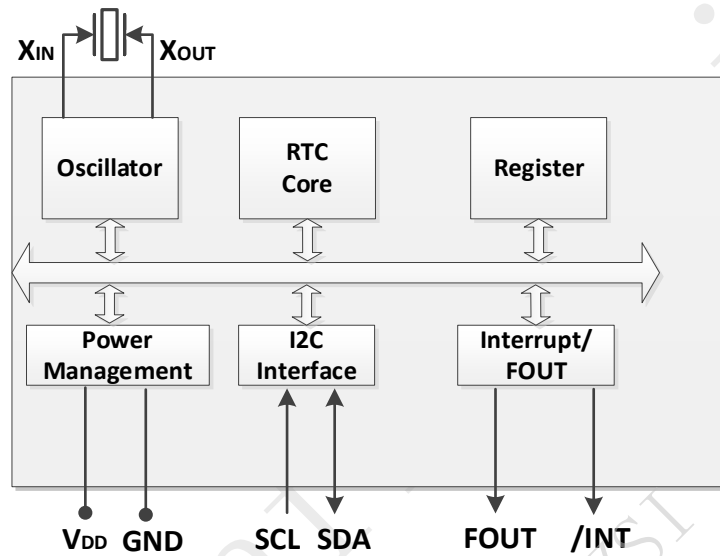 XIN
XOUT
Oscillator
RTC
Core
Register
Power
Management
I2C
Interface
Interrupt/
FOUT
VDD
GND
SCL
SDA
FOUT
/INT